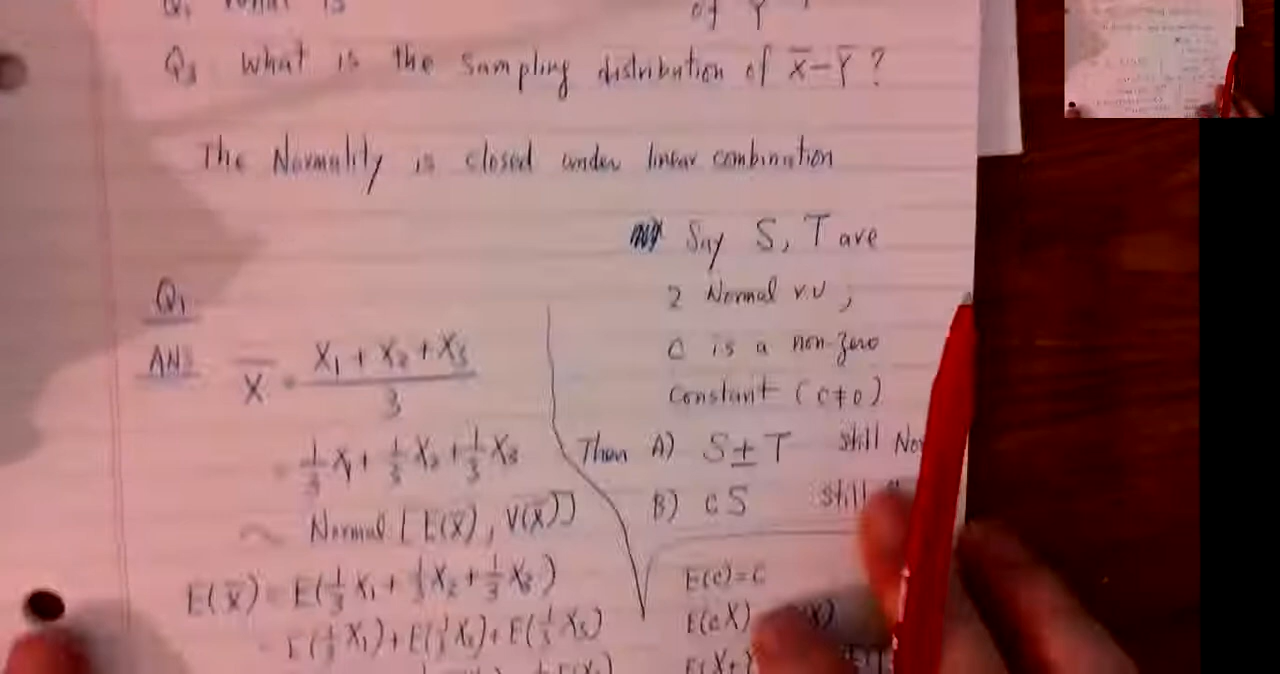 of Y
Q3 What is the Sampling distribution of X̄-Ȳ ?
The Normality is closed under linear combination
Say S, T are
2 Normal r.v ,
C is a non-zero
Constant (C≠0)
Then A) S±T still No
B) CS still
E(c)=c
E(cX)
E(X+
Q1
ANS X̄ = X1 + X2 + X3 / 3
= 1/3 X1 + 1/3 X2 + 1/3 X3
~ Normal [E(X̄), V(X̄)]
E(X̄) = E(1/3 X1 + 1/3 X2 + 1/3 X3)
= E(1/3 X1) + E(1/3 X2) + E(1/3 X3)